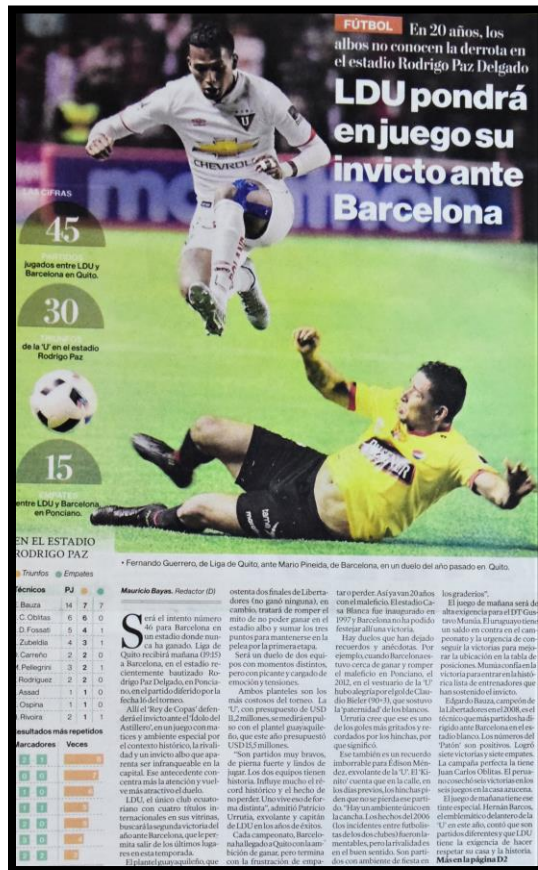 FÚTBOL En 20 años, los
albos no conocen la derrota en
el estadio Rodrigo Paz Delgado
LDU pondrá
en juego su
invicto ante
Barcelona
LAS CIFRAS
45
PARTIDOS
jugados entre LDU y
Barcelona en Quito.
30
de la 'U' en el estadio
Rodrigo Paz
15
EMPATES
entre LDU y Barcelona,
en Ponciano.
CHEVROLET
• Fernando Guerrero, de Liga de Quito, ante Mario Pineida, de Barcelona, en un duelo del año pasado en Quito.
EN EL ESTADIO
RODRIGO PAZ
Triunfos Empates
Técnicos PJ
Bauza 14 7 7
C. Oblitas 6 6 0
D. Fossati 5 4 1
Zubeldía 4 3 1
Carreño 2 2 0
M. Pellegrini 3 2 1
Rodríguez 2 2 0
Assad 1 0 1
Ospina 1 1 0
Rivoira 2 1 1
Resultados más repetidos
Marcadores Veces
Mauricio Bayas. Redactor (D)
Será el intento número
46 para Barcelona en
un estadio donde nun-
ca ha ganado. Liga de
Quito recibirá mañana (19:15)
a Barcelona, en el estadio re-
cientemente bautizado Ro-
drigo Paz Delgado, en Poncia-
no, en el partido diferido por la
fecha 16 del torneo.
Allí el 'Rey de Copas' defen-
derá el invicto ante el 'Ídolo del
Astillero', en un juego con ma-
tices y ambiente especial por
el contexto histórico, la rivali-
dad y un invicto añejo que apa-
renta ser infranqueable en la
capital. Ese antecedente con-
centra más la atención y vuel-
ve más atractivo el duelo.
LDU, el único club ecuato-
riano con cuatro títulos in-
ternacionales en sus vitrinas,
buscará la segunda victoria del
año ante Barcelona, que le per-
mita salir de los últimos luga-
res en esta temporada.
El plantel guayaquileño, que
ostenta dos finales de Liberta-
dores (no ganó ninguna), en
cambio, tratará de romper el
mito de no poder ganar en el
estadio albo y sumar los tres
puntos para mantenerse en la
pelea por la primera etapa.
Será un duelo de dos equi-
pos con momentos distintos,
pero con picante y cargado de
emoción y tensiones.
Ambos planteles son los
más costosos del torneo. La
'U', con presupuesto de USD
11,2 millones, se medirá en pul-
so con el plantel guayaquile-
ño, que este año presupuestó
USD 15,5 millones.
"Son partidos muy bravos,
de pierna fuerte y lindos de
jugar. Los dos equipos tienen
historia. Influye mucho el ré-
cord histórico y el hecho de
no perder. Uno vive eso de for-
ma distinta", admitió Patricio
Urrutia, exvolante y capitán
de LDU en los años de éxitos.
Cada campeonato, Barcelo-
na ha llegado a Quito con la am-
bición de ganar, pero termina
con la frustración de empa-
tar o perder. Así ya van 20 años
con el maleficio. El estadio Ca-
sa Blanca fue inaugurado en
1997 y Barcelona no ha podido
festejar allí una victoria.
Hay duelos que han dejado
recuerdos y anécdotas. Por
ejemplo, cuando Barcelona es-
tuvo cerca de ganar y romper
el maleficio en Ponciano, el
2012, en el vestuario de la 'U'
hubo alegría por el gol de Clau-
dio Bieler (90+3), que sostuvo
la 'paternidad' de los blancos.
Urrutia cree que ese es uno
de los goles más gritados y re-
cordados por los hinchas, por
que significó.
Ese también es un recuerdo
imborrable para Édison Mén-
dez, exvolante de la 'U'. El 'Ki-
nito' cuenta que en la calle, en
los días previos, los hinchas pi-
den que no se pierda ese parti-
do. "Hay un ambiente único en
la cancha. Los hechos del 2006
(los incidentes entre futbolis-
tas de los dos clubes) fueron la-
mentables, pero la rivalidad es
en el buen sentido. Son parti-
dos con ambiente de fiesta en
los graderíos".
El juego de mañana será de
alta exigencia para el DT Gus-
tavo Munúa. El uruguayo tiene
un saldo en contra en el cam-
peonato y la urgencia de con-
seguir la victorias para mejo-
rar la ubicación en la tabla de
posiciones. Munúa confía en la
victoria para entrar en la histó-
rica lista de entrenadores que
han sostenido el invicto.
Edgardo Bauza, campeón de
la Libertadores en el 2008, es el
técnico que más partidos ha di-
rigido ante Barcelona en el es-
tadio blanco. Los números del
'Patón' son positivos. Logró
siete victorias y siete empates.
La campaña perfecta la tiene
Juan Carlos Oblitas. El perua-
no cosechó seis victorias en los
seis juegos en la casa azucena.
El juego de mañana tiene ese
tinte especial. Hernán Barcos,
el emblemático delantero de la
'U' en este año, contó que son
partidos diferentes y que LDU
tiene la exigencia de hacer
respetar su casa y la historia.
Más en la página D2